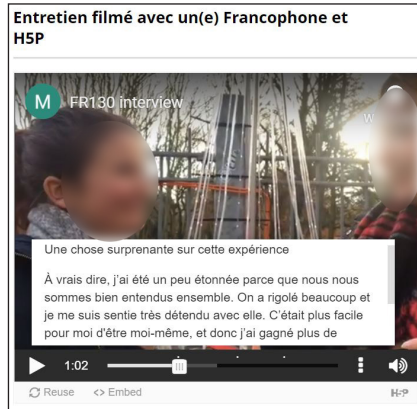 Entretien filmé avec un(e) Francophone et
H5P
M FR130 interview
W
Une chose surprenante sur cette expérience
À vrais dire, j'ai été un peu étonnée parce que nous nous
sommes bien entendus ensemble. On a rigolé beaucoup et
je me suis sentie très détendu avec elle. C'était plus facile
pour moi d'être moi-même, et donc j'ai gagné plus de
1:02
Reuse <> Embed
H5P